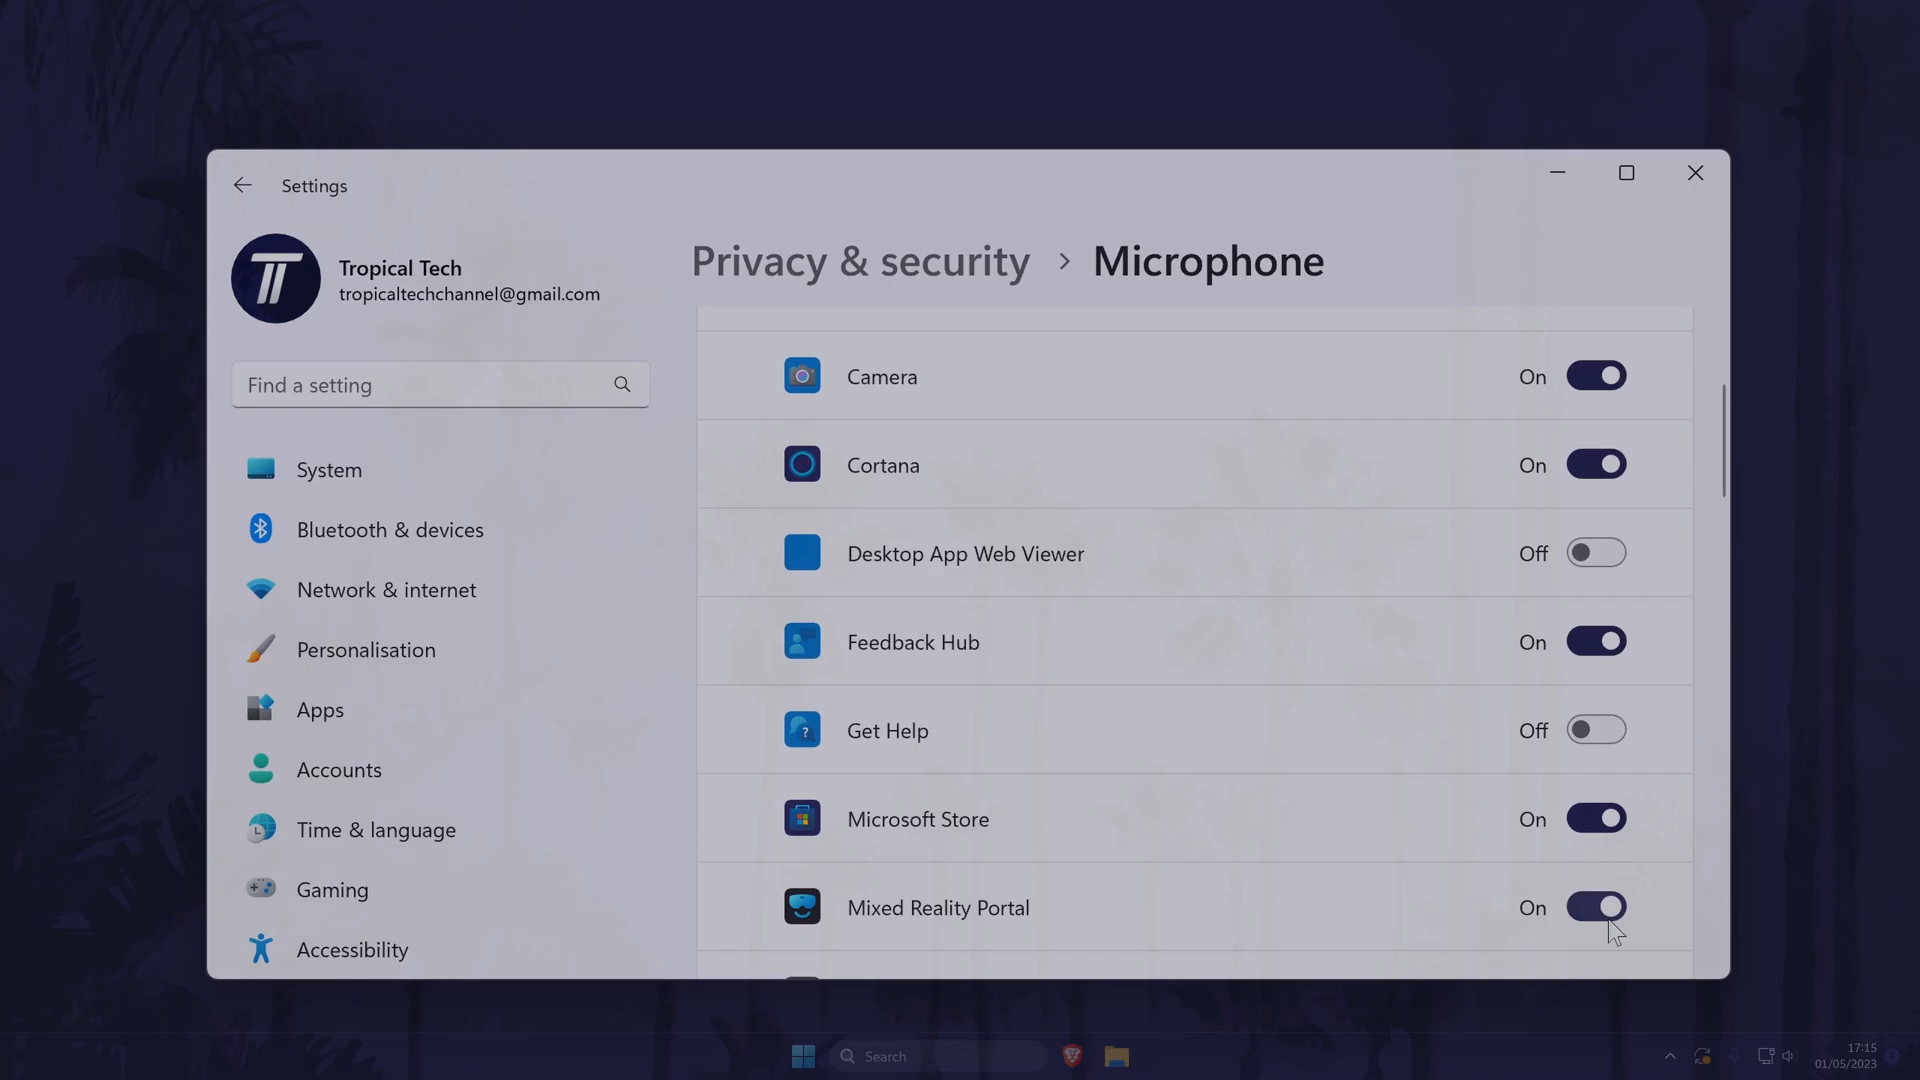 Settings
Tropical Tech
tropicaltechchannel@gmail.com
Find a setting
System
Bluetooth & devices
Network & internet
Personalisation
Apps
Accounts
Time & language
Gaming
Accessibility
Privacy & security > Microphone
Camera On
Cortana On
Desktop App Web Viewer Off
Feedback Hub On
Get Help Off
Microsoft Store On
Mixed Reality Portal On
Search
17:15
01/05/2023